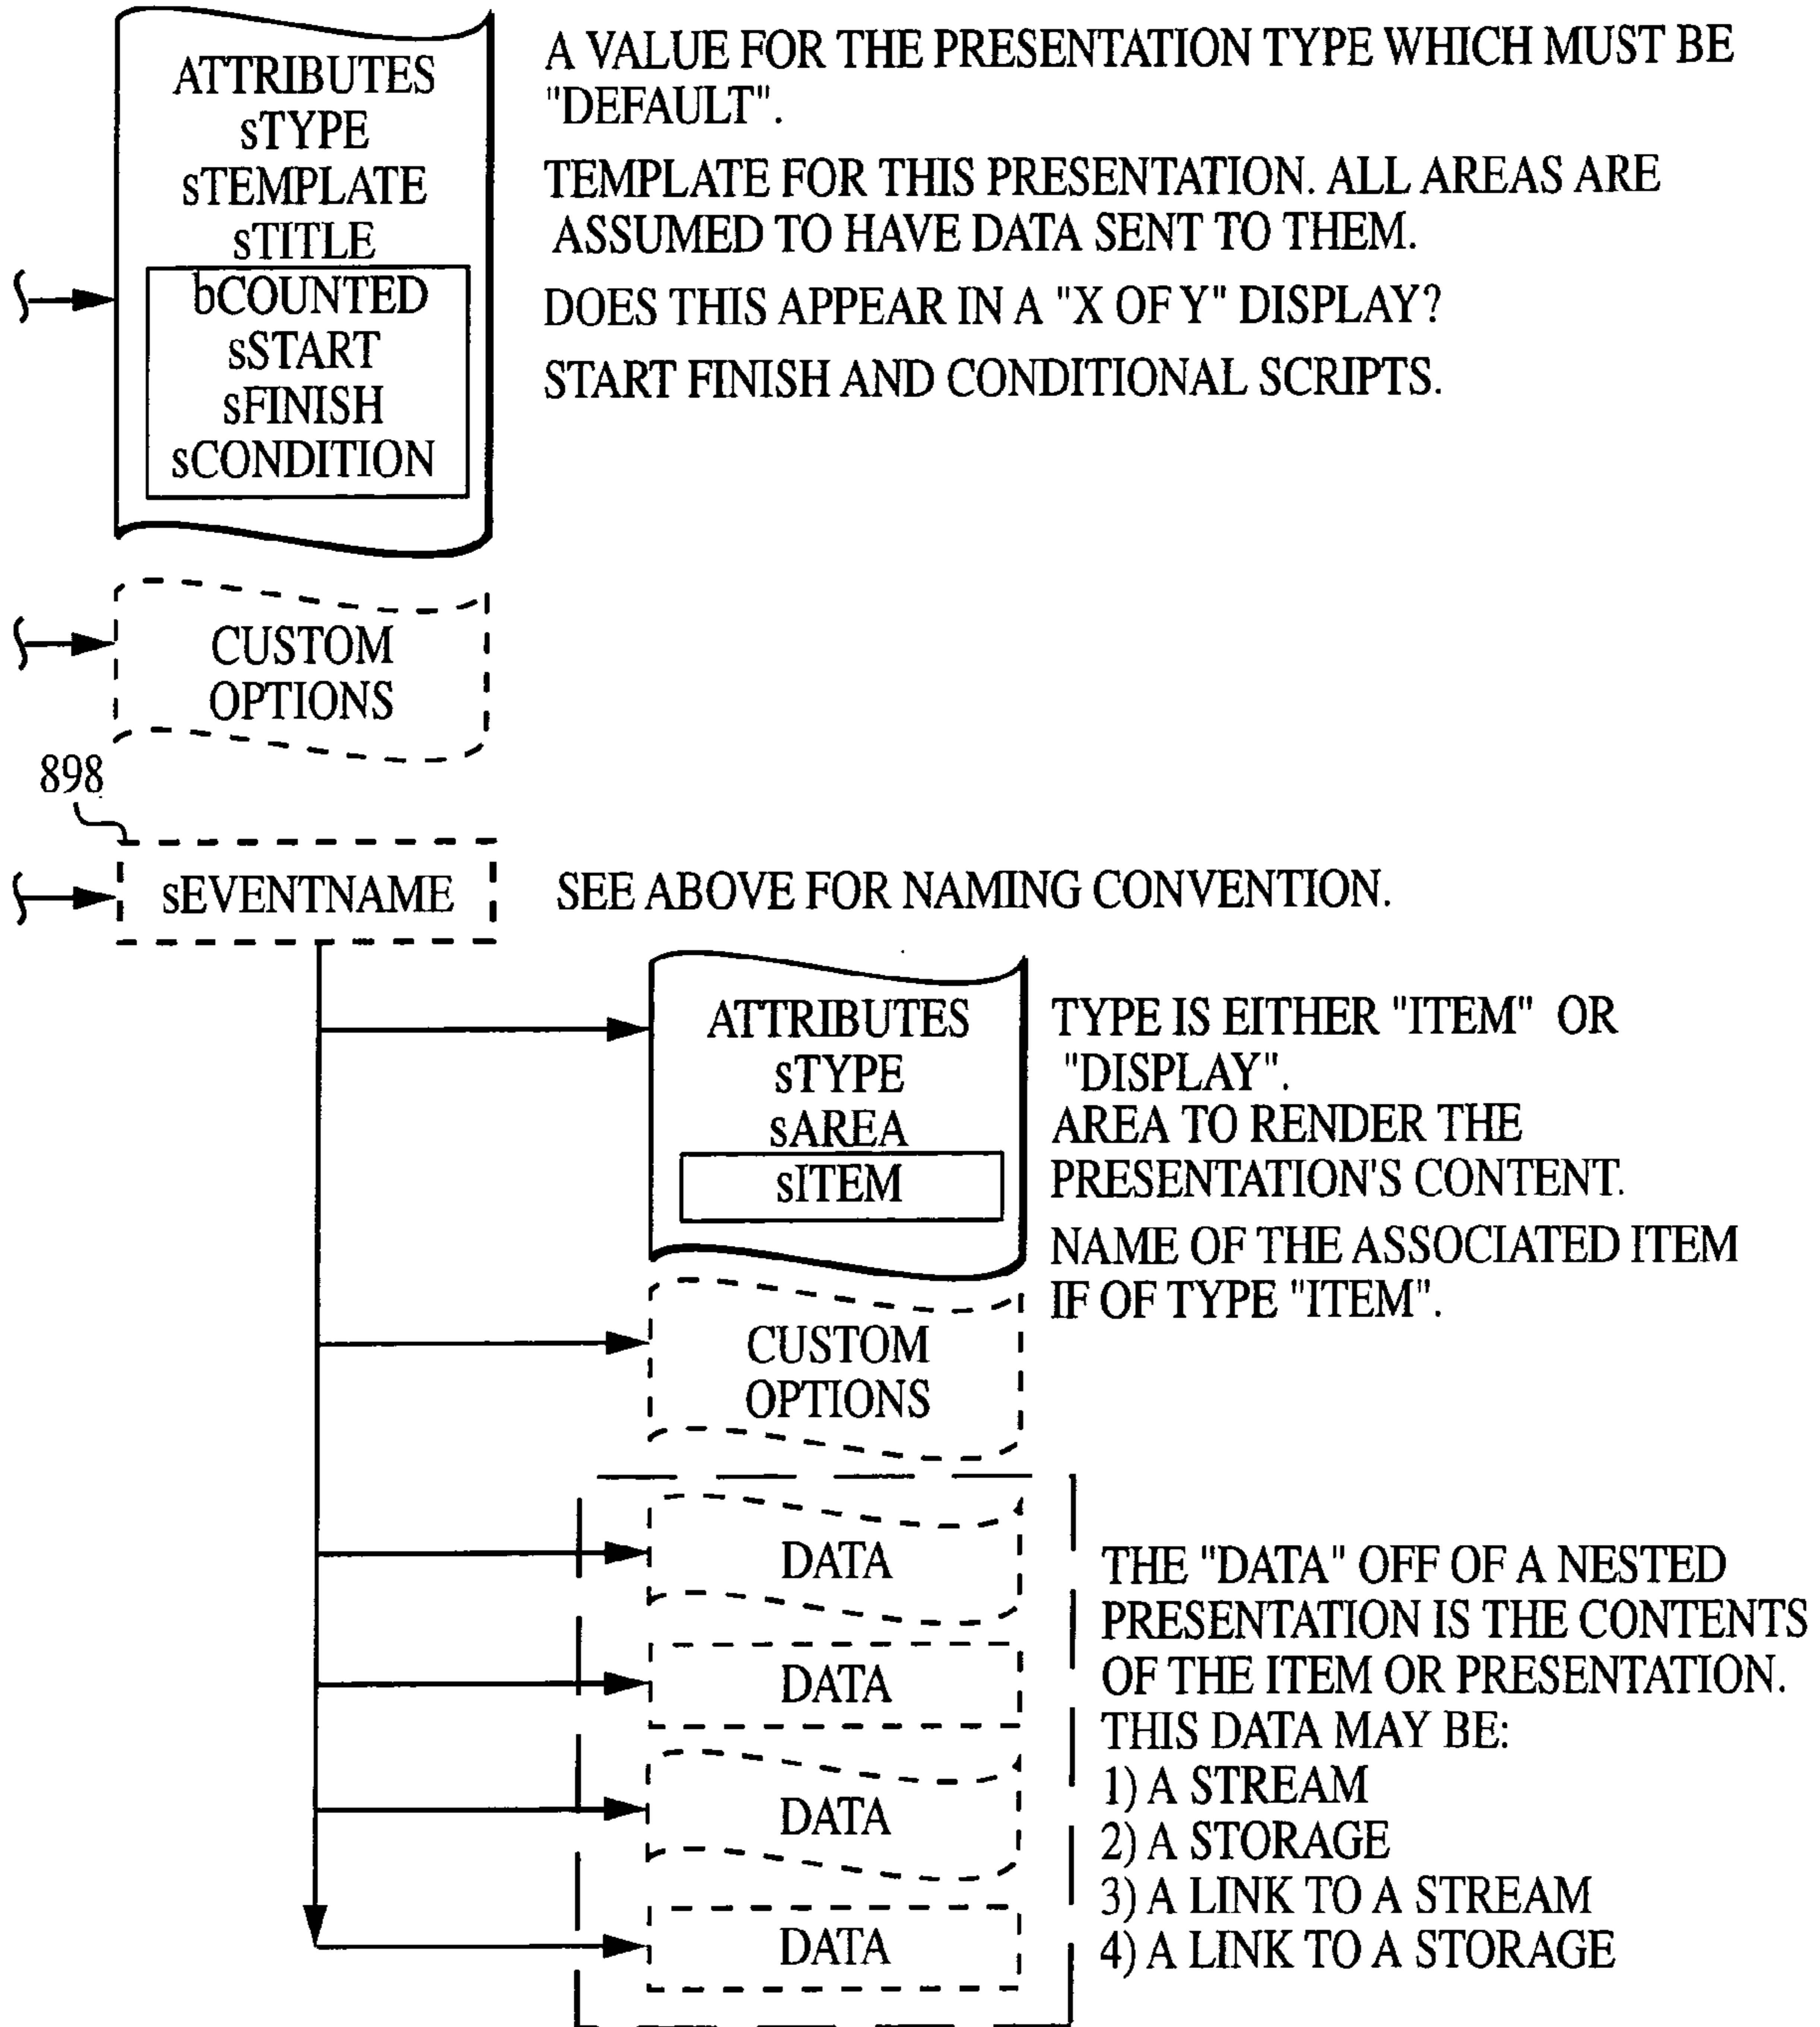 ATTRIBUTES
sTYPE
sTEMPLATE
sTITLE
bCOUNTED
sSTART
sFINISH
sCONDITION
A VALUE FOR THE PRESENTATION TYPE WHICH MUST BE
"DEFAULT".
TEMPLATE FOR THIS PRESENTATION. ALL AREAS ARE
ASSUMED TO HAVE DATA SENT TO THEM.
DOES THIS APPEAR IN A "X OF Y" DISPLAY?
START FINISH AND CONDITIONAL SCRIPTS.
CUSTOM
OPTIONS
898
sEVENTNAME
SEE ABOVE FOR NAMING CONVENTION.
ATTRIBUTES
sTYPE
sAREA
sITEM
TYPE IS EITHER "ITEM" OR
"DISPLAY".
AREA TO RENDER THE
PRESENTATION'S CONTENT.
NAME OF THE ASSOCIATED ITEM
IF OF TYPE "ITEM".
CUSTOM
OPTIONS
DATA
DATA
DATA
DATA
THE "DATA" OFF OF A NESTED
PRESENTATION IS THE CONTENTS
OF THE ITEM OR PRESENTATION.
THIS DATA MAY BE:
1) A STREAM
2) A STORAGE
3) A LINK TO A STREAM
4) A LINK TO A STORAGE